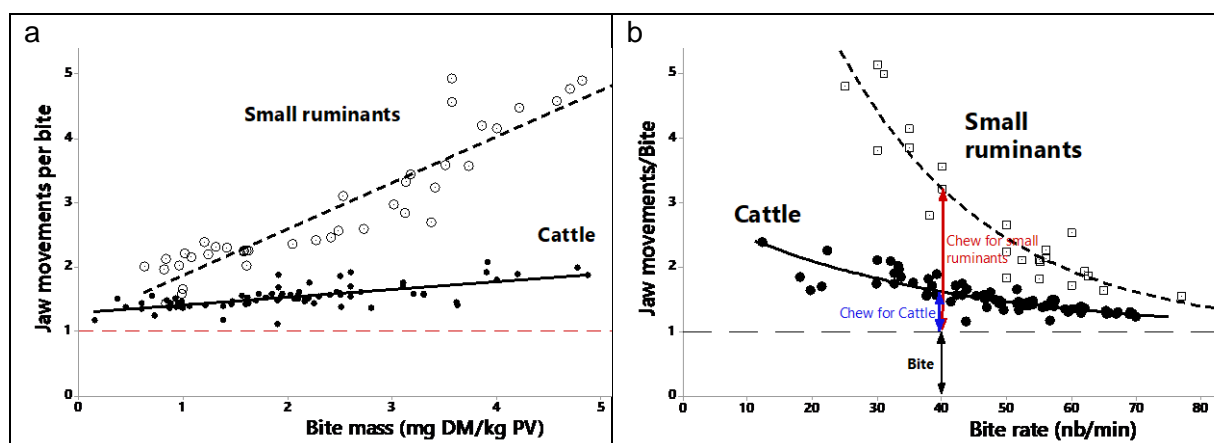 a
Jaw movements per bite
5
4
3
2
1
0
Small ruminants
Cattle
0
1
2
3
4
5
Bite mass (mg DM/kg PV)
b
Jaw movements/Bite
5
4
3
2
1
0
Small
ruminants
Cattle
Chew for small
ruminants
Chew for Cattle
Bite
0
10
20
30
40
50
60
70
80
Bite rate (nb/min)